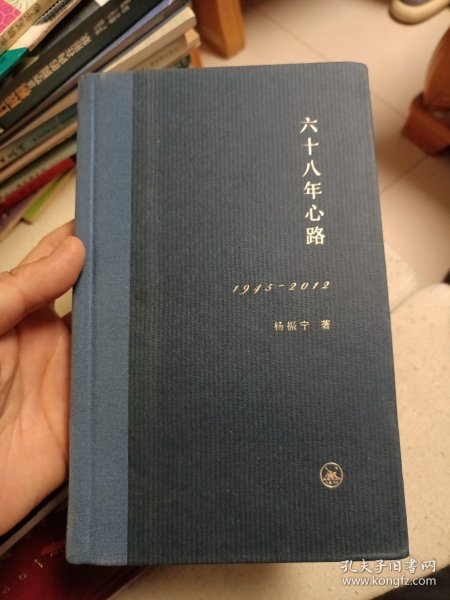 六十八年心路
1945-2012
杨振宁 著
孔夫子旧书网
www.kongfz.com